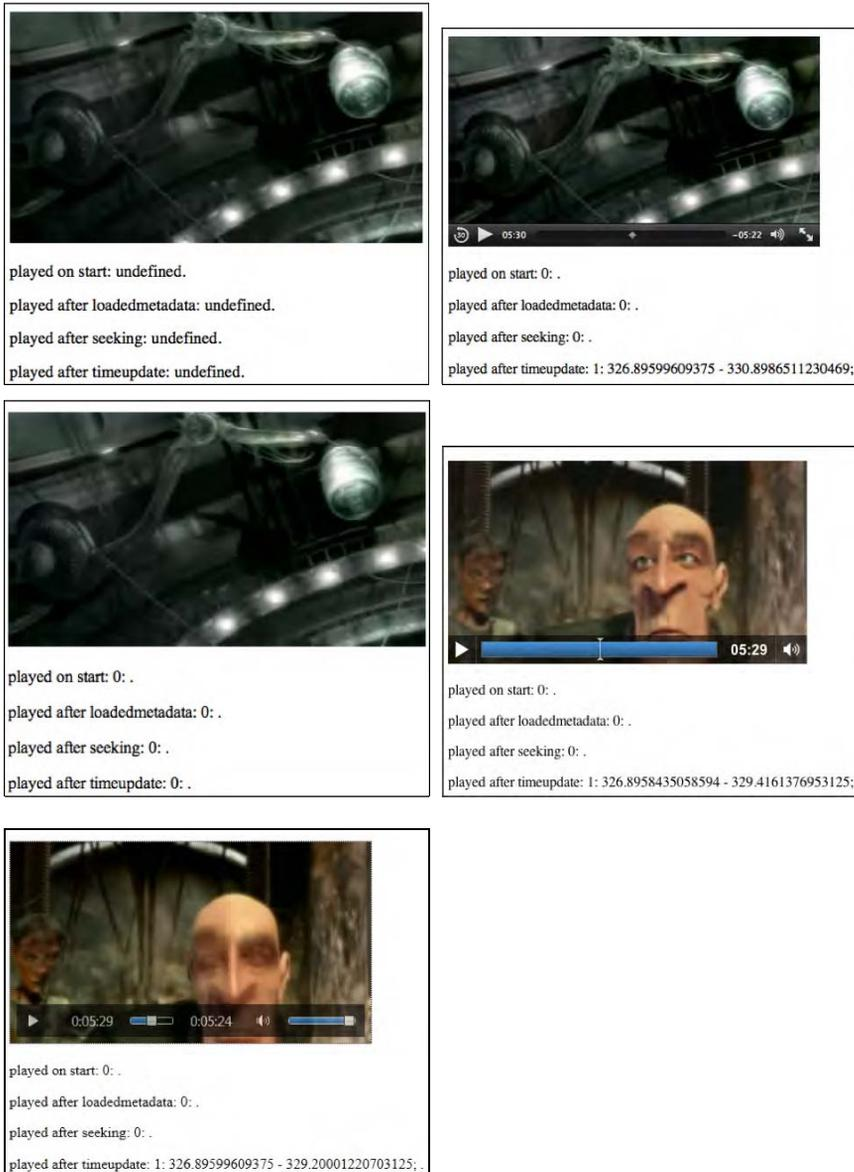 played on start: undefined.
played after loadedmetadata: undefined.
played after seeking: undefined.
played after timeupdate: undefined.
30 05:30 -05:22
played on start: 0: .
played after loadedmetadata: 0: .
played after seeking: 0: .
played after timeupdate: 1: 326.89599609375 - 330.8986511230469;
played on start: 0: .
played after loadedmetadata: 0: .
played after seeking: 0: .
played after timeupdate: 0: .
05:29
played on start: 0: .
played after loadedmetadata: 0: .
played after seeking: 0: .
played after timeupdate: 1: 326.8958435058594 - 329.4161376953125;
0:05:29 0:05:24
played on start: 0: .
played after loadedmetadata: 0: .
played after seeking: 0: .
played after timeupdate: 1: 326.89599609375 - 329.20001220703125; .